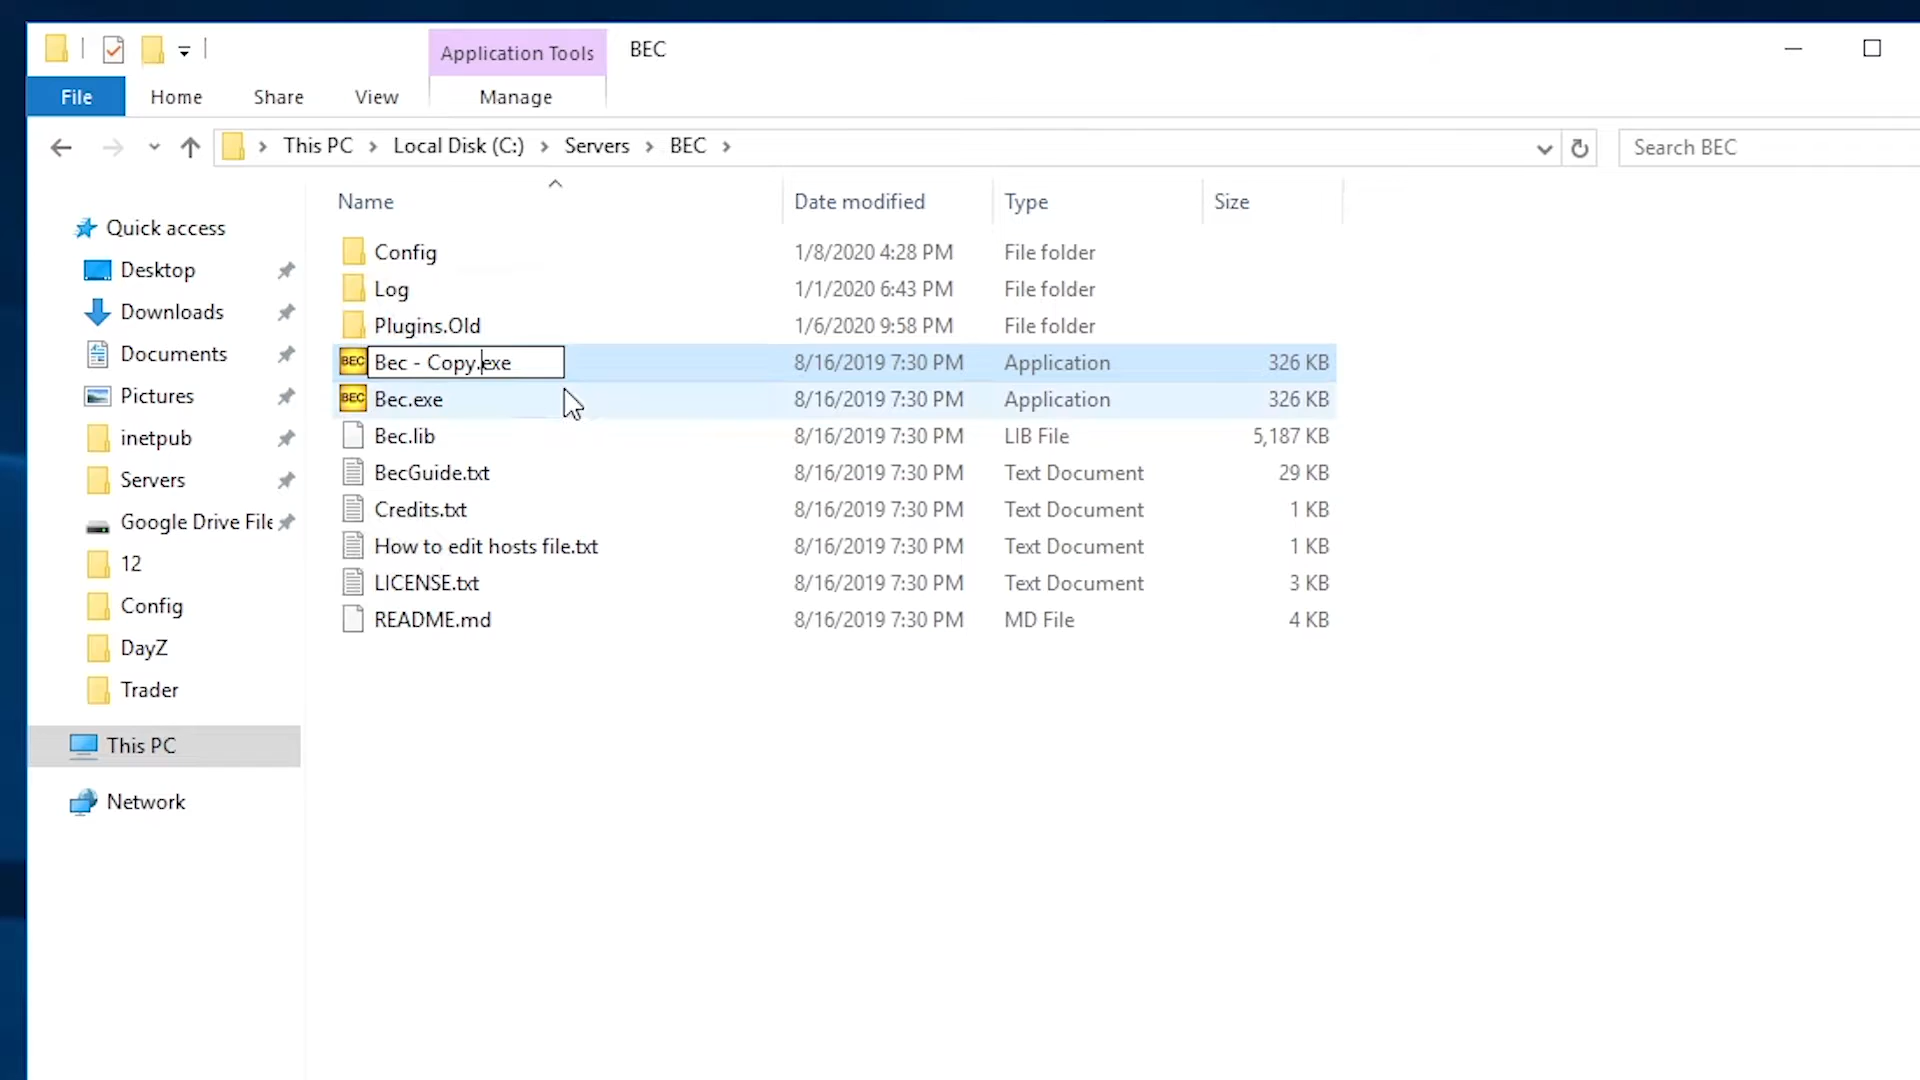 Application Tools
BEC
File
Home
Share
View
Manage
This PC
Local Disk (C:)
Servers
BEC
Search BEC
Name
Date modified
Type
Size
Quick access
Desktop
Downloads
Documents
Pictures
inetpub
Servers
Google Drive File
12
Config
DayZ
Trader
This PC
Network
Config 1/8/2020 4:28 PM File folder
Log 1/1/2020 6:43 PM File folder
Plugins.Old 1/6/2020 9:58 PM File folder
BEC Bec - Copy.exe 8/16/2019 7:30 PM Application 326 KB
BEC Bec.exe 8/16/2019 7:30 PM Application 326 KB
Bec.lib 8/16/2019 7:30 PM LIB File 5,187 KB
BecGuide.txt 8/16/2019 7:30 PM Text Document 29 KB
Credits.txt 8/16/2019 7:30 PM Text Document 1 KB
How to edit hosts file.txt 8/16/2019 7:30 PM Text Document 1 KB
LICENSE.txt 8/16/2019 7:30 PM Text Document 3 KB
README.md 8/16/2019 7:30 PM MD File 4 KB